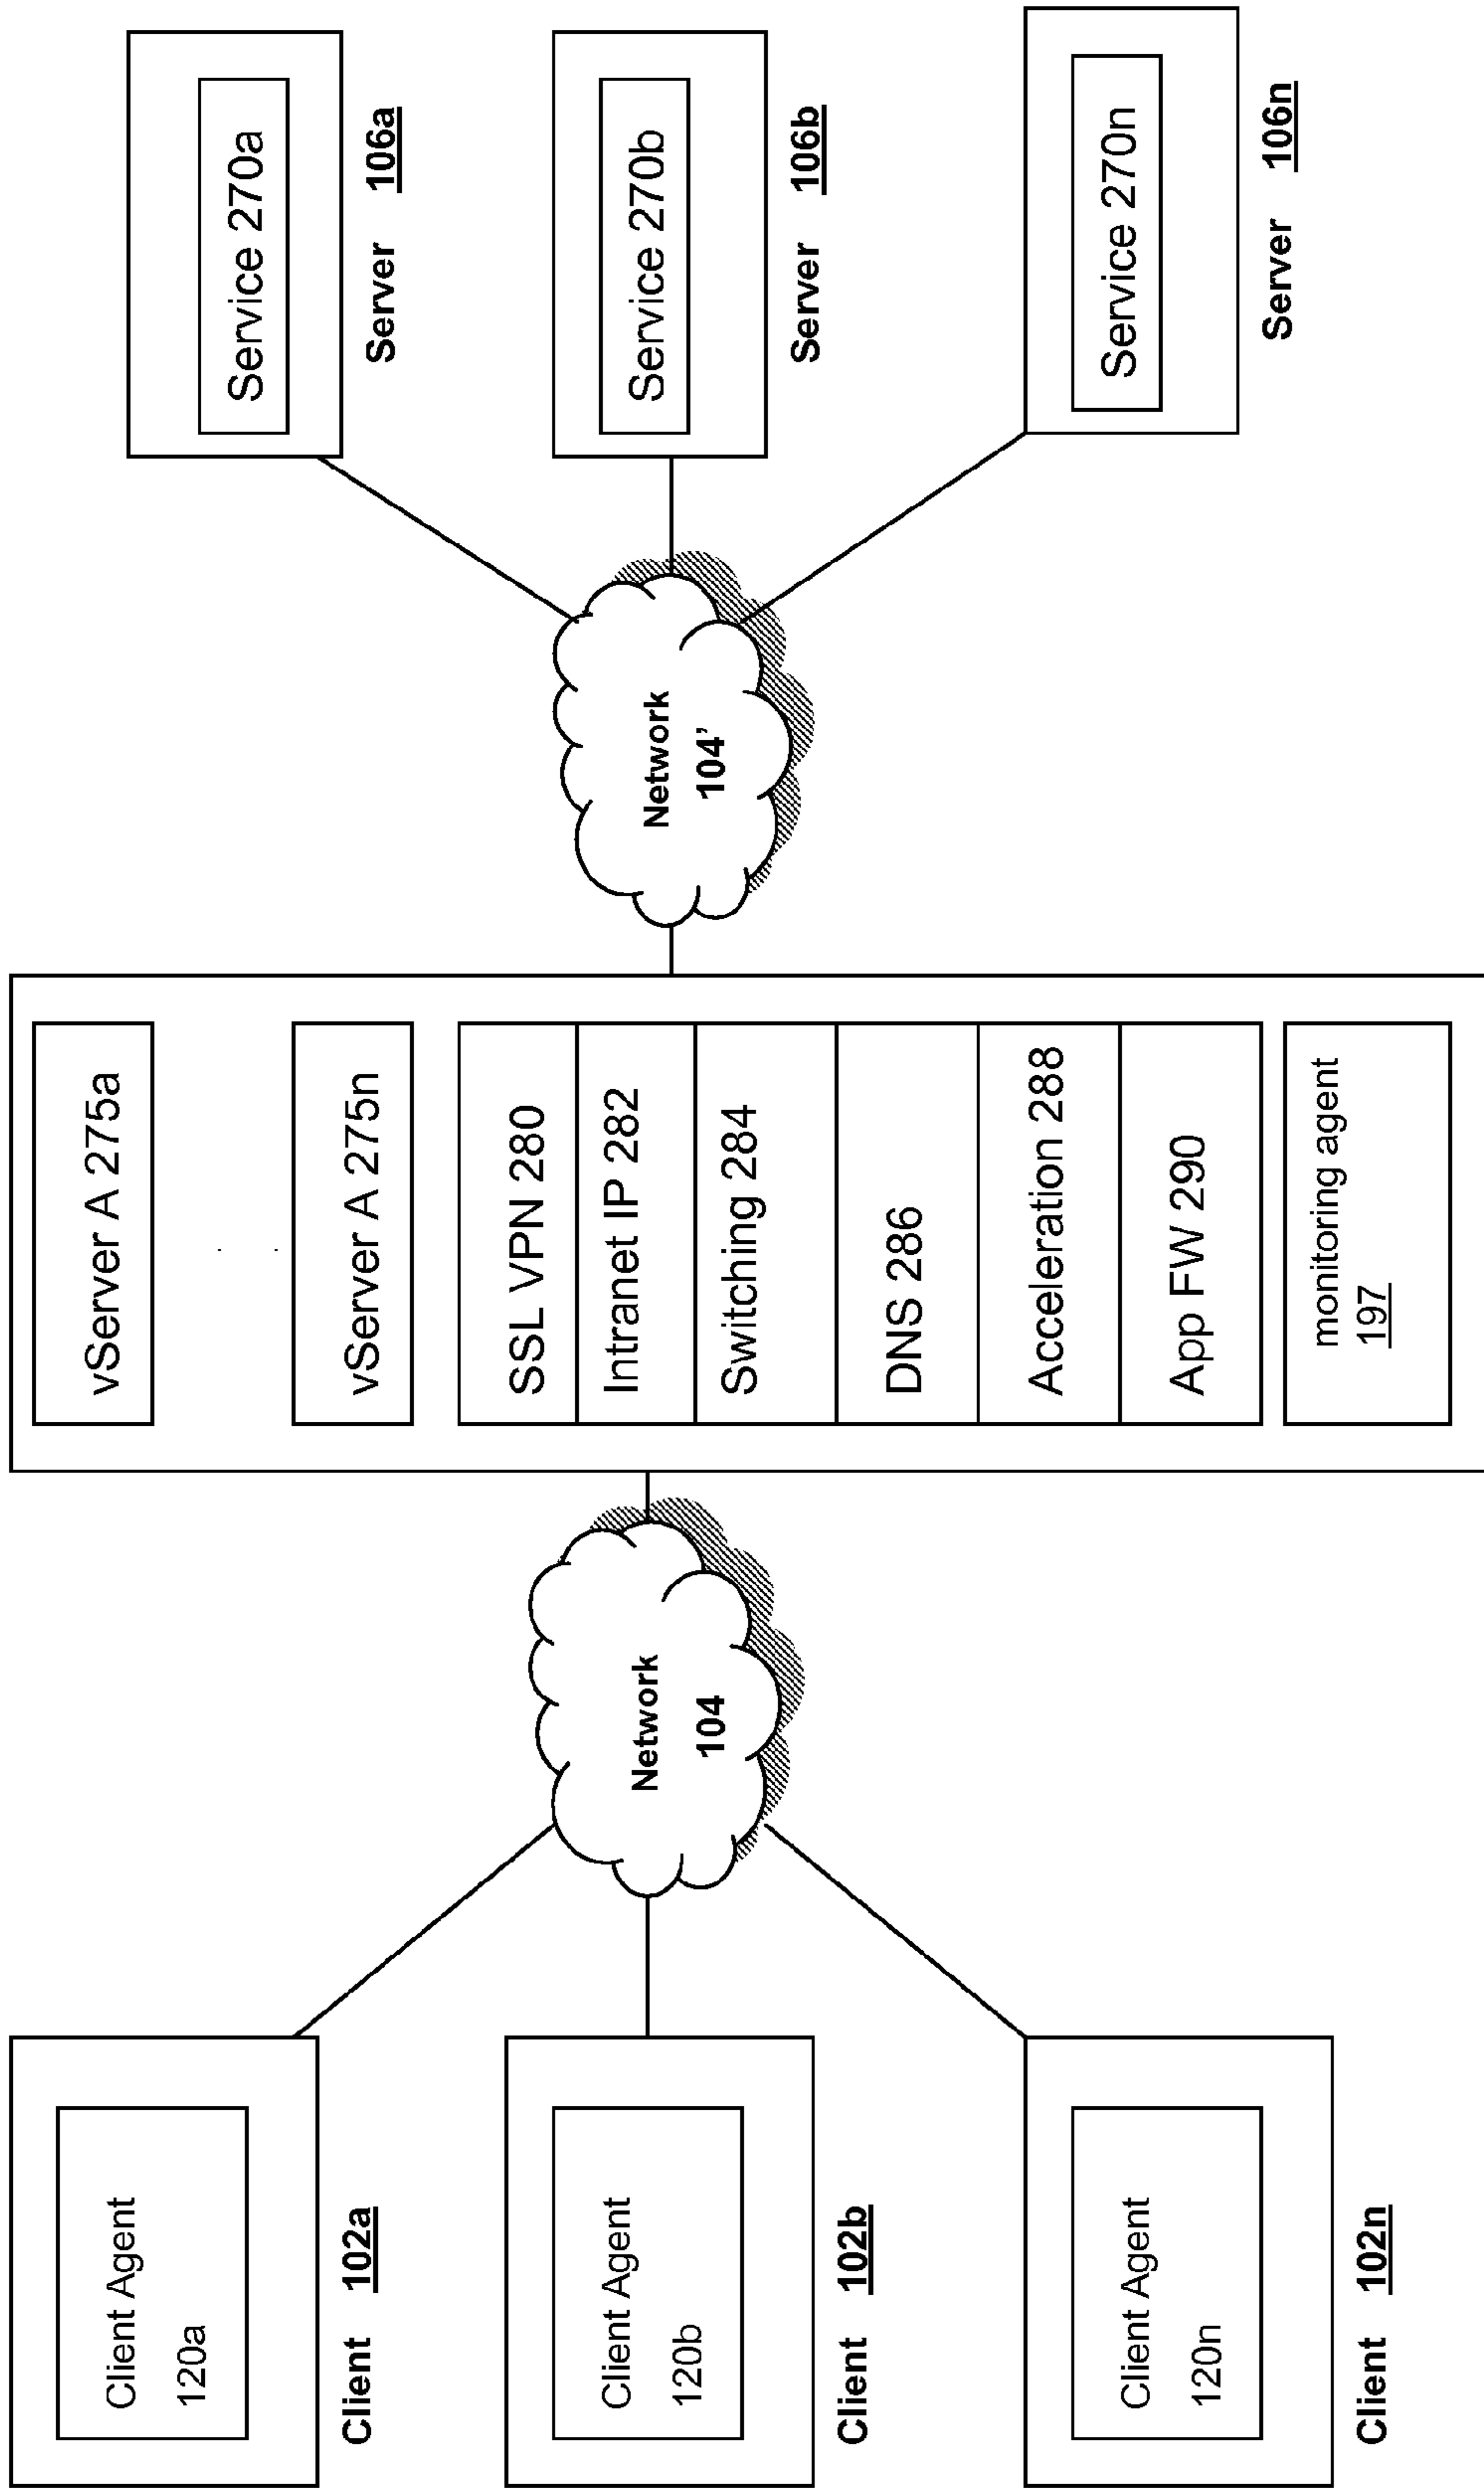 Client Agent
120a
Client 102a
Client Agent
120b
Client 102b
Client Agent
120n
Client 102n
Network
104
vServer A 275a
vServer A 275n
SSL VPN 280
Intranet IP 282
Switching 284
DNS 286
Acceleration 288
App FW 290
monitoring agent
197
Network
104’
Service 270a
Server 106a
Service 270b
Server 106b
Service 270n
Server 106n